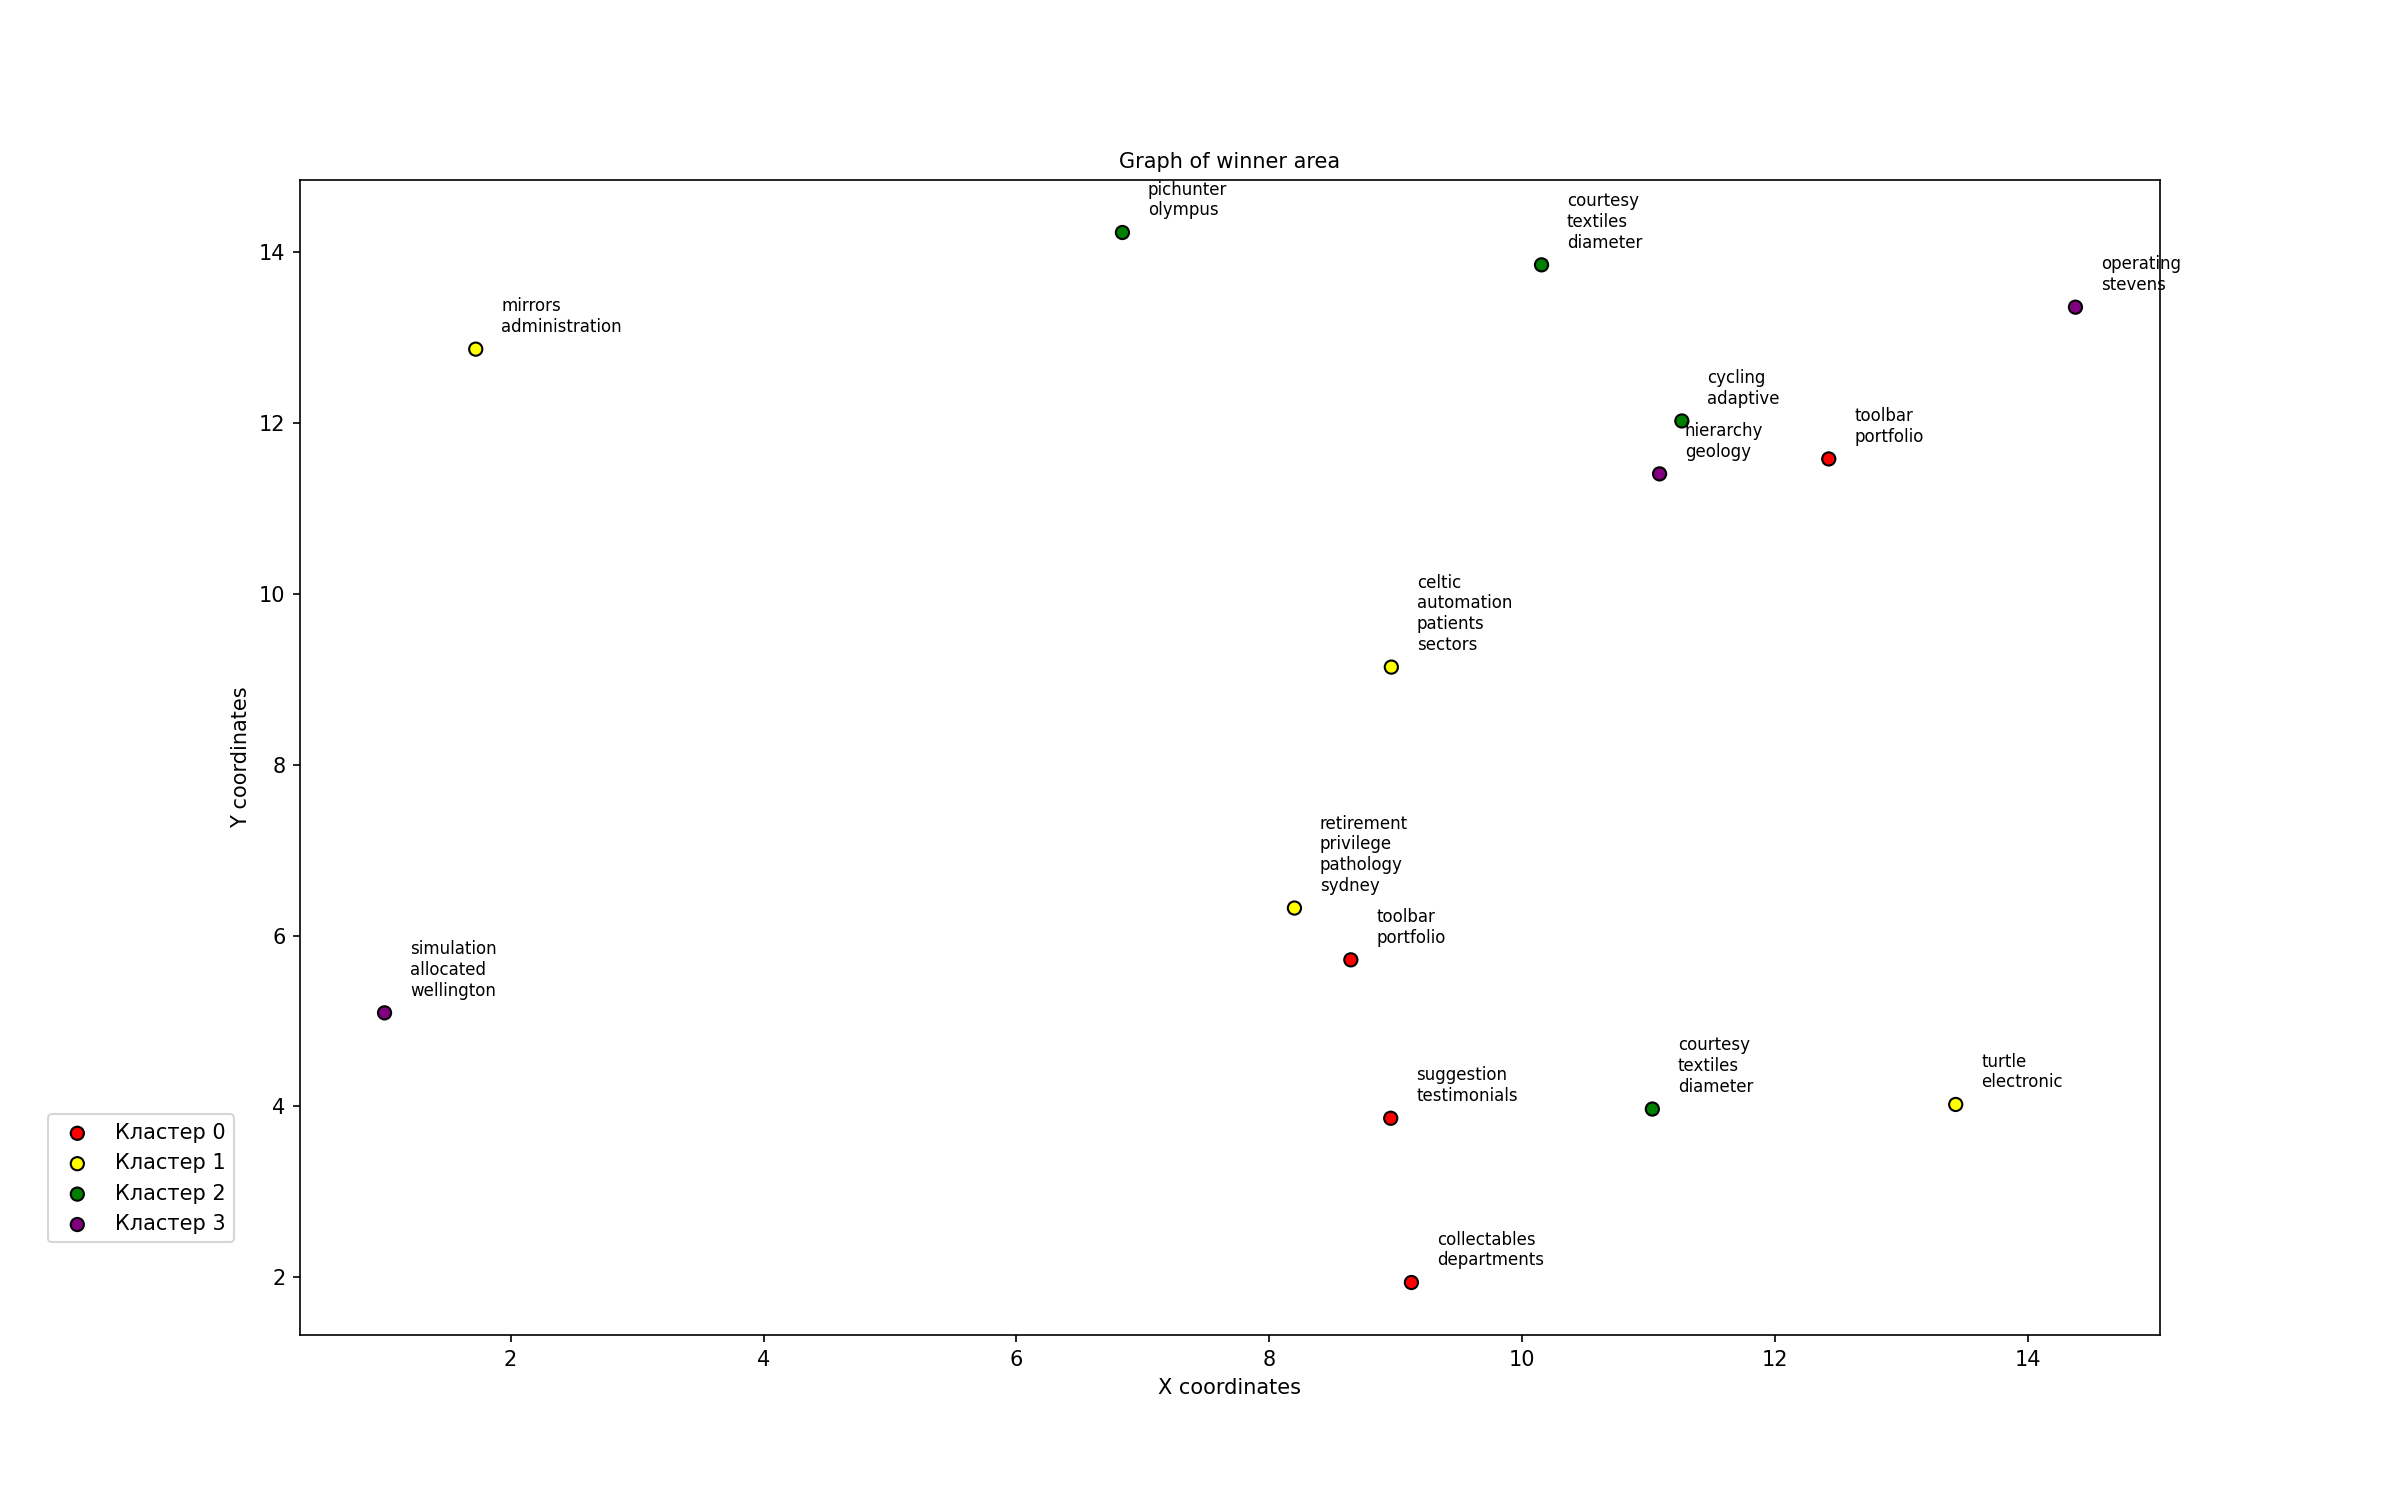 Graph of winner area
pichunter
olympus
courtesy
textiles
diameter
operating
stevens
mirrors
administration
cycling
adaptive
hierarchy
geology
toolbar
portfolio
celtic
automation
patients
sectors
retirement
privilege
pathology
sydney
toolbar
portfolio
simulation
allocated
wellington
suggestion
testimonials
courtesy
textiles
diameter
turtle
electronic
collectables
departments
14
12
10
8
6
4
2
Y coordinates
2
4
6
8
10
12
14
X coordinates
Кластер 0
Кластер 1
Кластер 2
Кластер 3